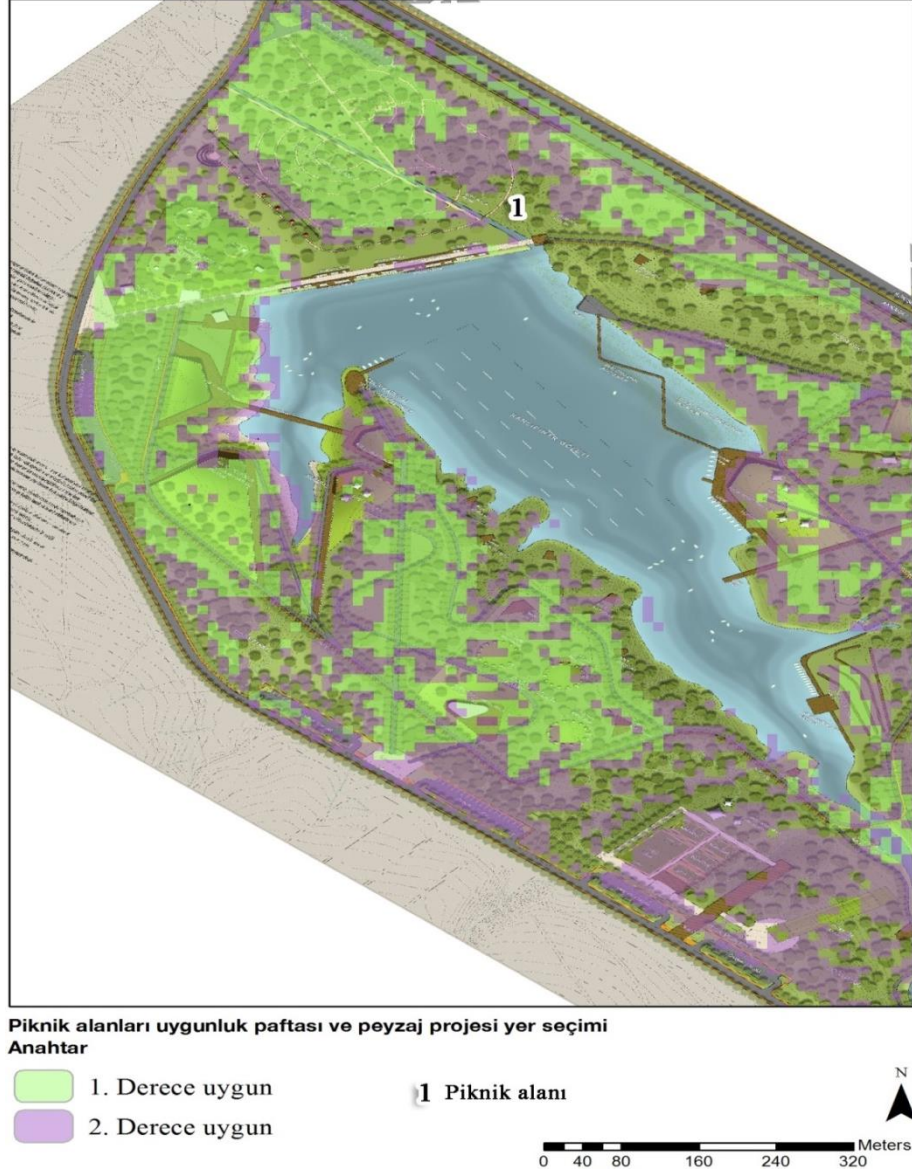 1
Piknik alanları uygunluk paftası ve peyzaj projesi yer seçimi
Anahtar
1. Derece uygun
1 Piknik alanı
2. Derece uygun
N
Meters
0 40 80 160 240 320